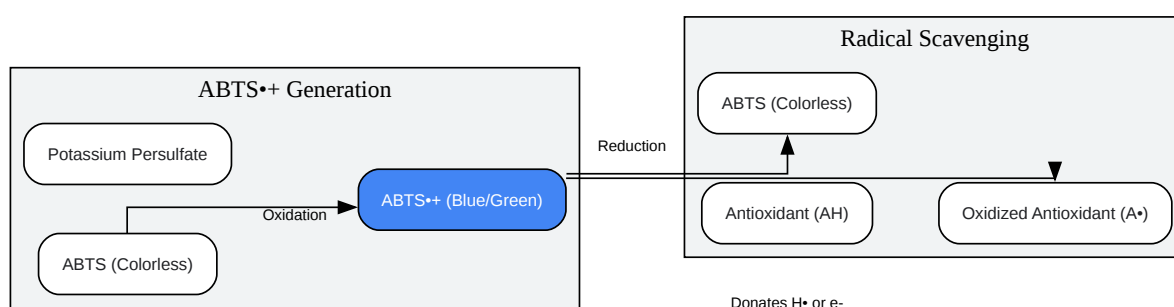 Radical Scavenging
ABTS•+ Generation
ABTS (Colorless)
Potassium Persulfate
Reduction
ABTS•+ (Blue/Green)
Oxidation
Antioxidant (AH)
Oxidized Antioxidant (A•)
ABTS (Colorless)
Donates H• or e-